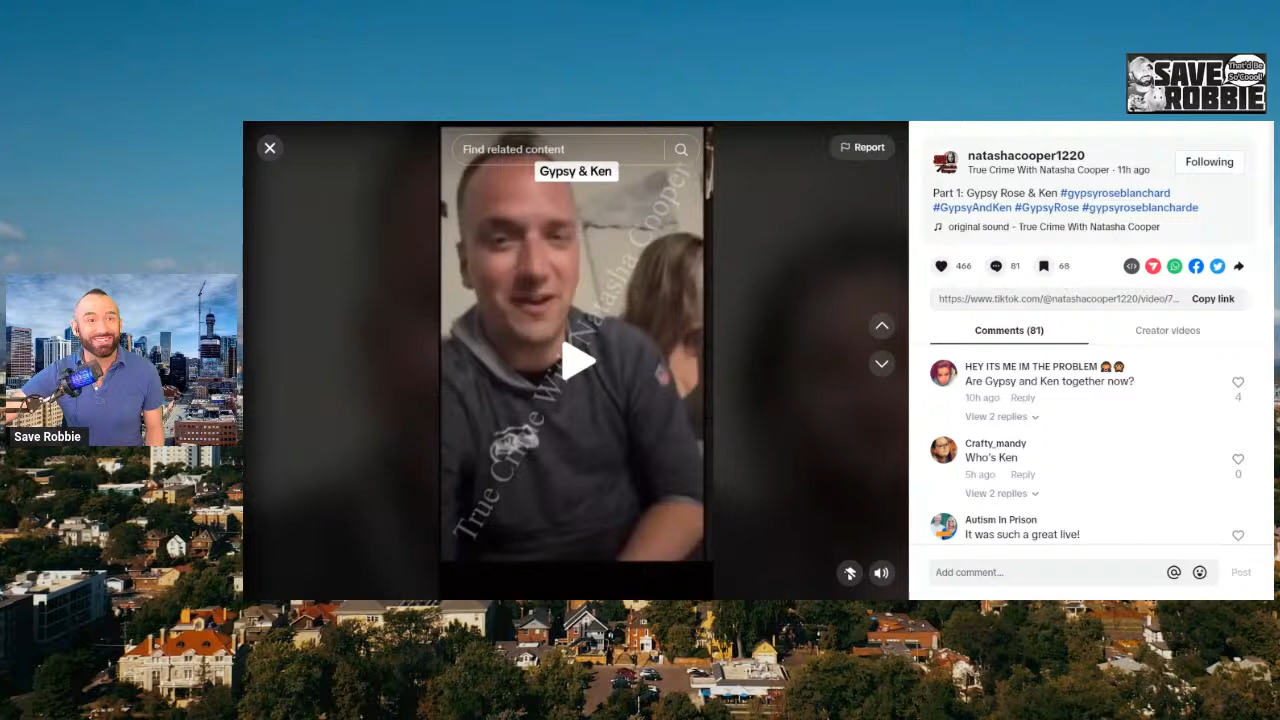 That'd Be
So Coool!
SAVE
ROBBIE
Find related content
Gypsy & Ken
Report
True Crime With Natasha Cooper
natashacooper1220
True Crime With Natasha Cooper · 11h ago
Following
Part 1: Gypsy Rose & Ken #gypsyroseblanchard
#GypsyAndKen #GypsyRose #gypsyroseblancharde
original sound - True Crime With Natasha Cooper
466
81
68
https://www.tiktok.com/@natashacooper1220/video/7...
Copy link
Comments (81)
Creator videos
HEY ITS ME IM THE PROBLEM
Are Gypsy and Ken together now?
10h ago Reply
4
View 2 replies
Crafty_mandy
Who's Ken
5h ago Reply
0
View 2 replies
Autism In Prison
It was such a great live!
Add comment...
Post
Save Robbie